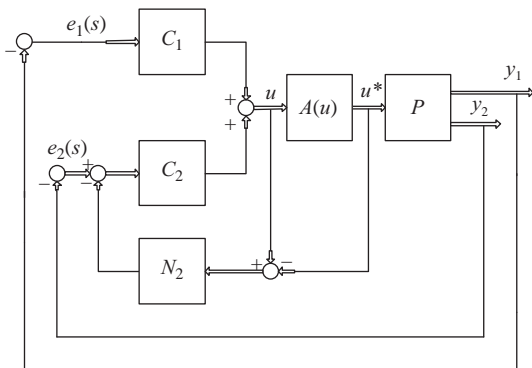 e₁(s)
C₁
−
+
+
u
A(u)
u*
P
y₁
y₂
e₂(s)
−
+
−
C₂
N₂
+
−